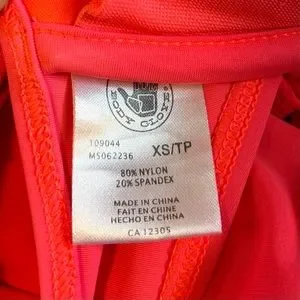 BODY GLOVE
109044
M5062236 XS/TP
80% NYLON
20% SPANDEX
MADE IN CHINA
FAIT EN CHINE
HECHO EN CHINA
CA 12305